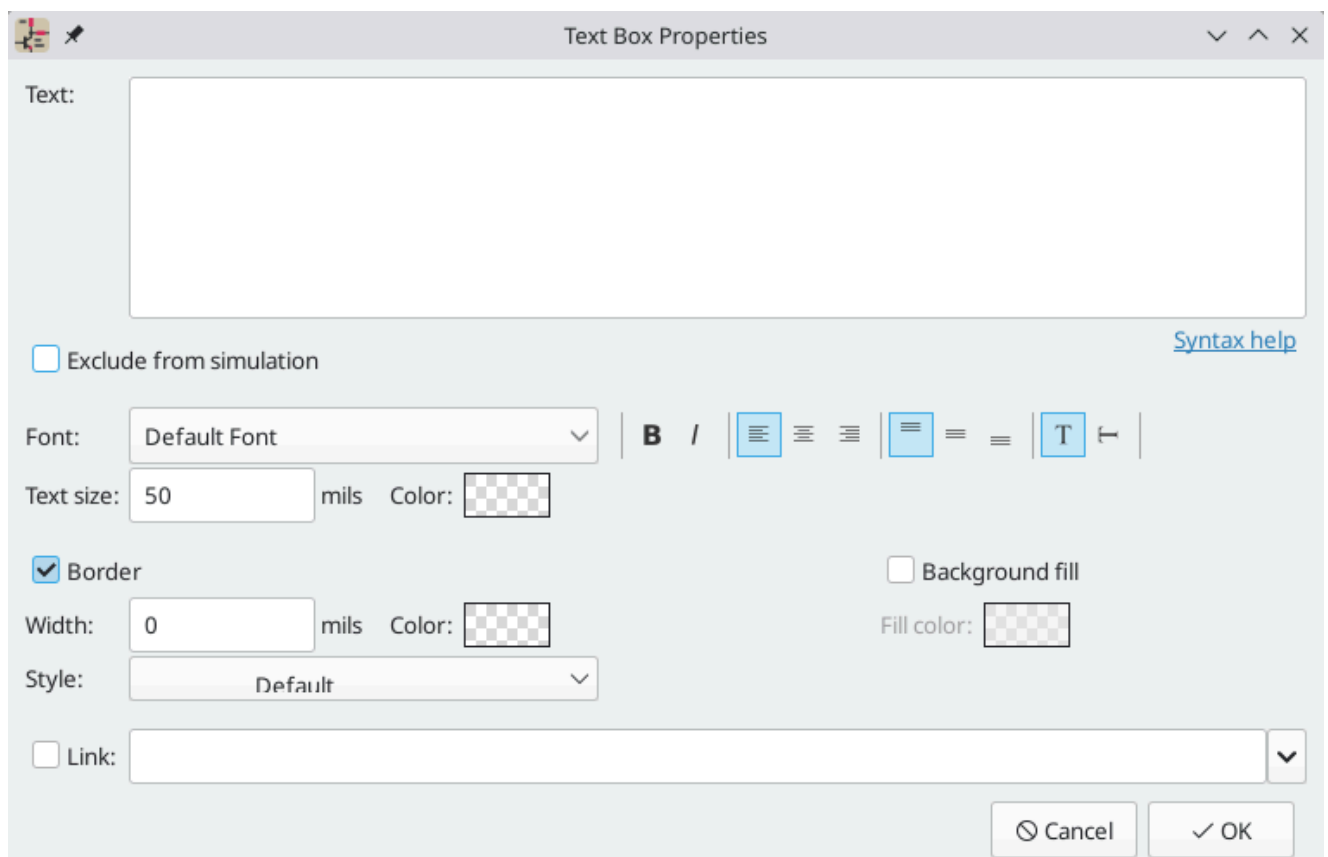 Text Box Properties
Text:
Syntax help
Exclude from simulation
Font: Default Font B I T T
Text size: 50 mils Color:
Border Background fill
Width: 0 mils Color: Fill color:
Style: Default
Link:
Cancel OK